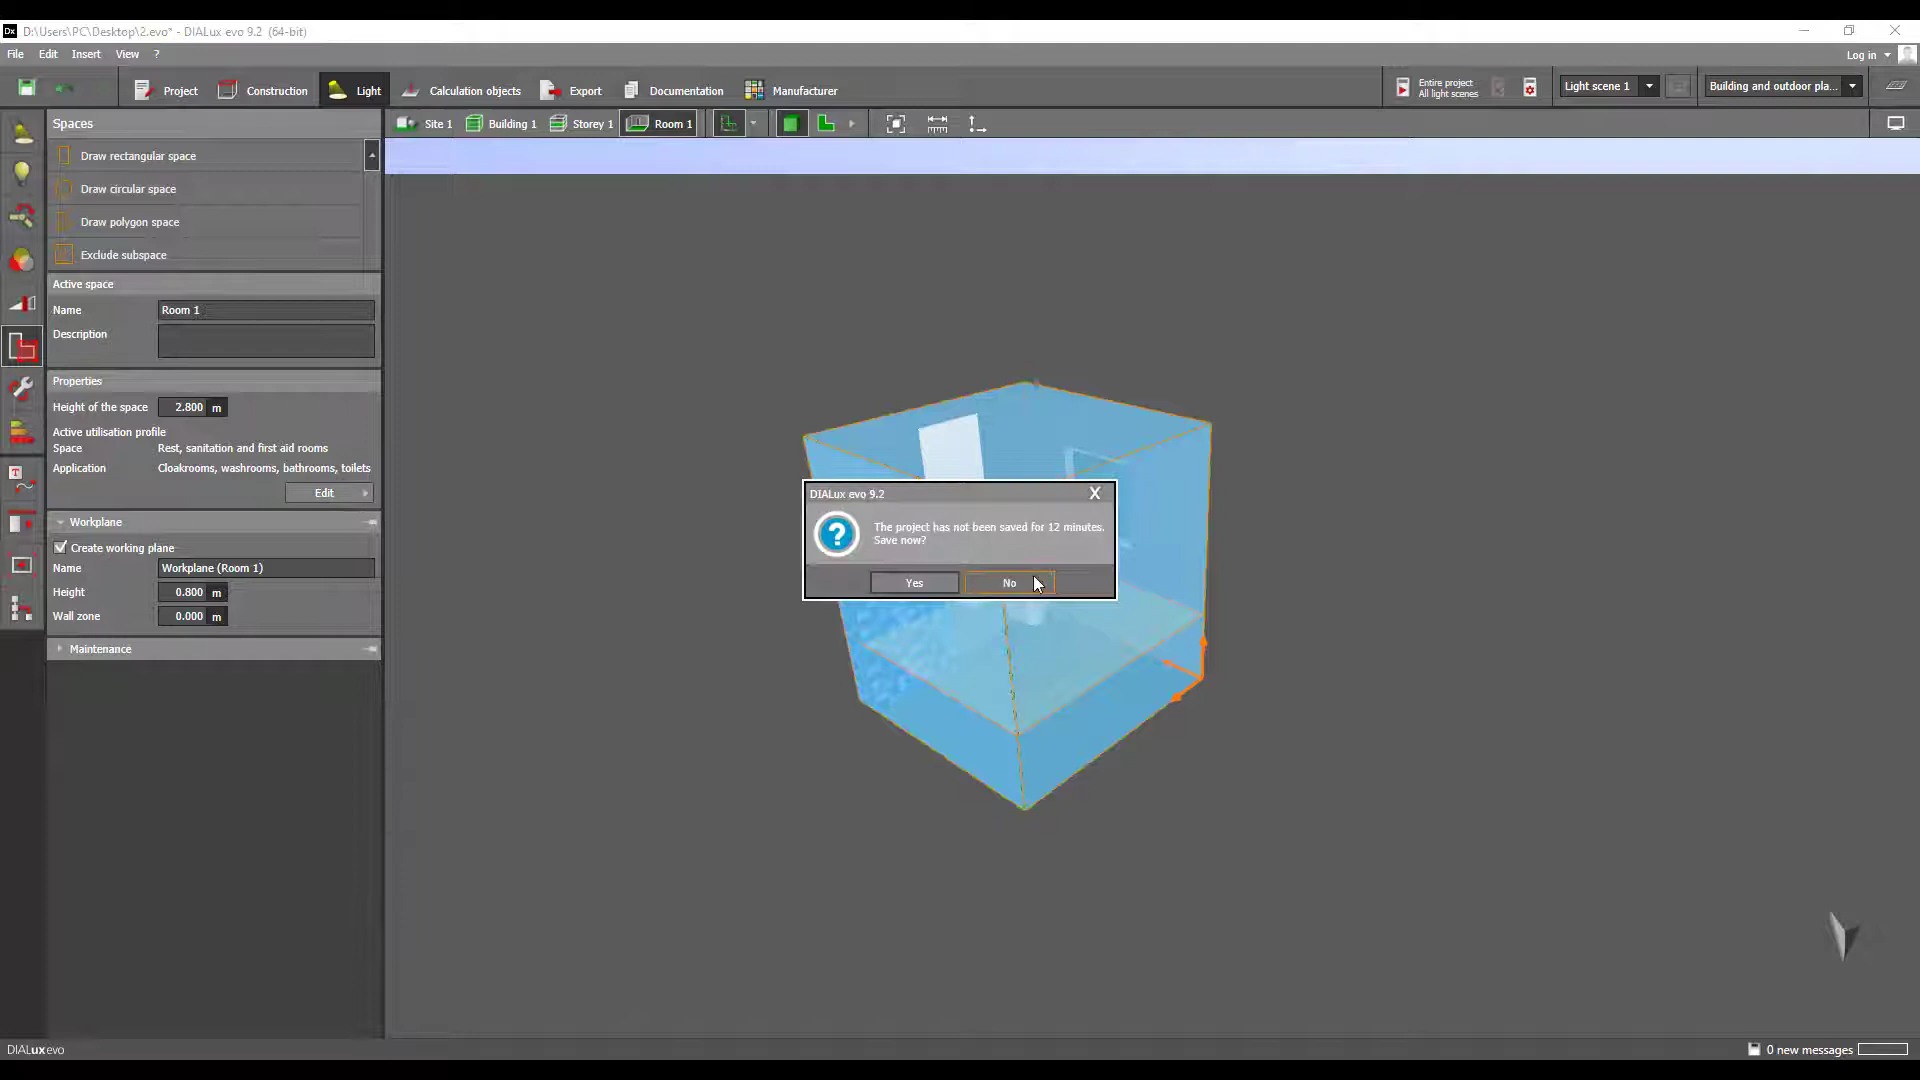 D:\Users\PC\Desktop\2.evo* - DIALux evo 9.2 (64-bit)
File Edit Insert View ?
Log in
Project Construction Light Calculation objects Export Documentation Manufacturer
Entire project
All light scenes
Light scene 1
Building and outdoor pla...
Spaces
Site 1 Building 1 Storey 1 Room 1
Draw rectangular space
Draw circular space
Draw polygon space
Exclude subspace
Active space
Name Room 1
Description
Properties
Height of the space 2.800 m
Active utilisation profile
Space Rest, sanitation and first aid rooms
Application Cloakrooms, washrooms, bathrooms, toilets
Edit
Workplane
Create working plane
Name Workplane (Room 1)
Height 0.800 m
Wall zone 0.000 m
Maintenance
DIALux evo 9.2 X
The project has not been saved for 12 minutes.
Save now?
Yes No
DIALux evo
0 new messages